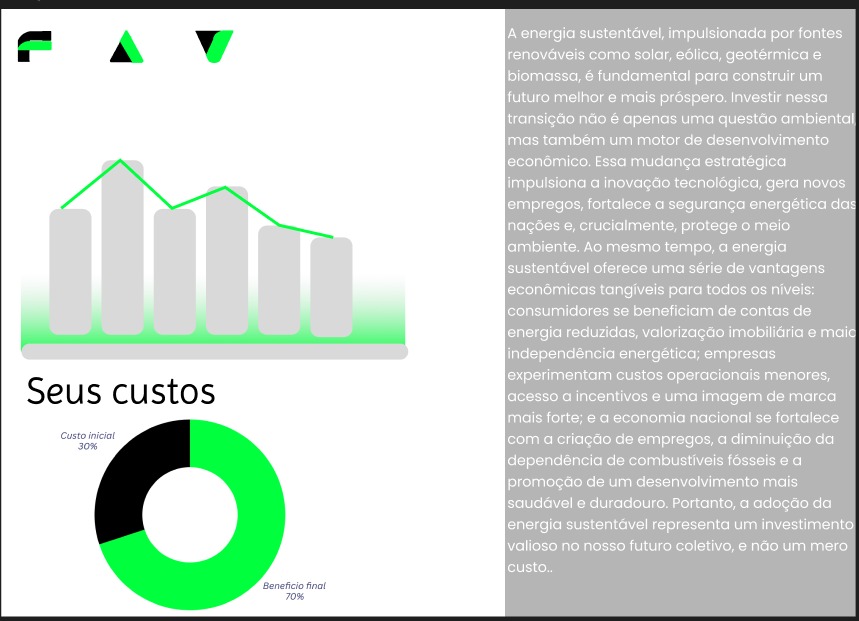 F A V
Seus custos
Custo inicial
30%
Benefício final
70%
A energia sustentável, impulsionada por fontes
renováveis como solar, eólica, geotérmica e
biomassa, é fundamental para construir um
futuro melhor e mais próspero. Investir nessa
transição não é apenas uma questão ambiental,
mas também um motor de desenvolvimento
econômico. Essa mudança estratégica
impulsiona a inovação tecnológica, gera novos
empregos, fortalece a segurança energética das
nações e, crucialmente, protege o meio
ambiente. Ao mesmo tempo, a energia
sustentável oferece uma série de vantagens
econômicas tangíveis para todos os níveis:
consumidores se beneficiam de contas de
energia reduzidas, valorização imobiliária e maio
independência energética; empresas
experimentam custos operacionais menores,
acesso a incentivos e uma imagem de marca
mais forte; e a economia nacional se fortalece
com a criação de empregos, a diminuição da
dependência de combustíveis fósseis e a
promoção de um desenvolvimento mais
saudável e duradouro. Portanto, a adoção da
energia sustentável representa um investimento
valioso no nosso futuro coletivo, e não um mero
custo..